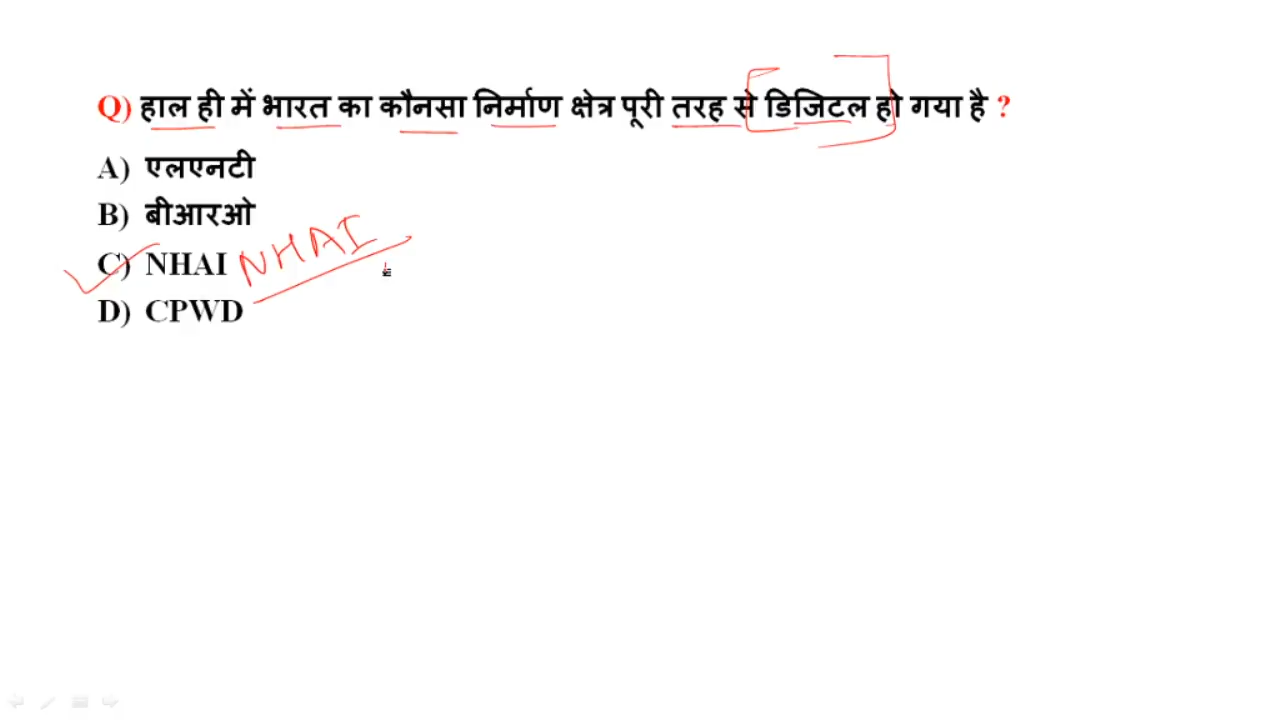 Q) हाल ही में भारत का कौनसा निर्माण क्षेत्र पूरी तरह से डिजिटल हो गया है ?
A) एलएनटी
B) बीआरओ
C) NHAI NHAI
D) CPWD